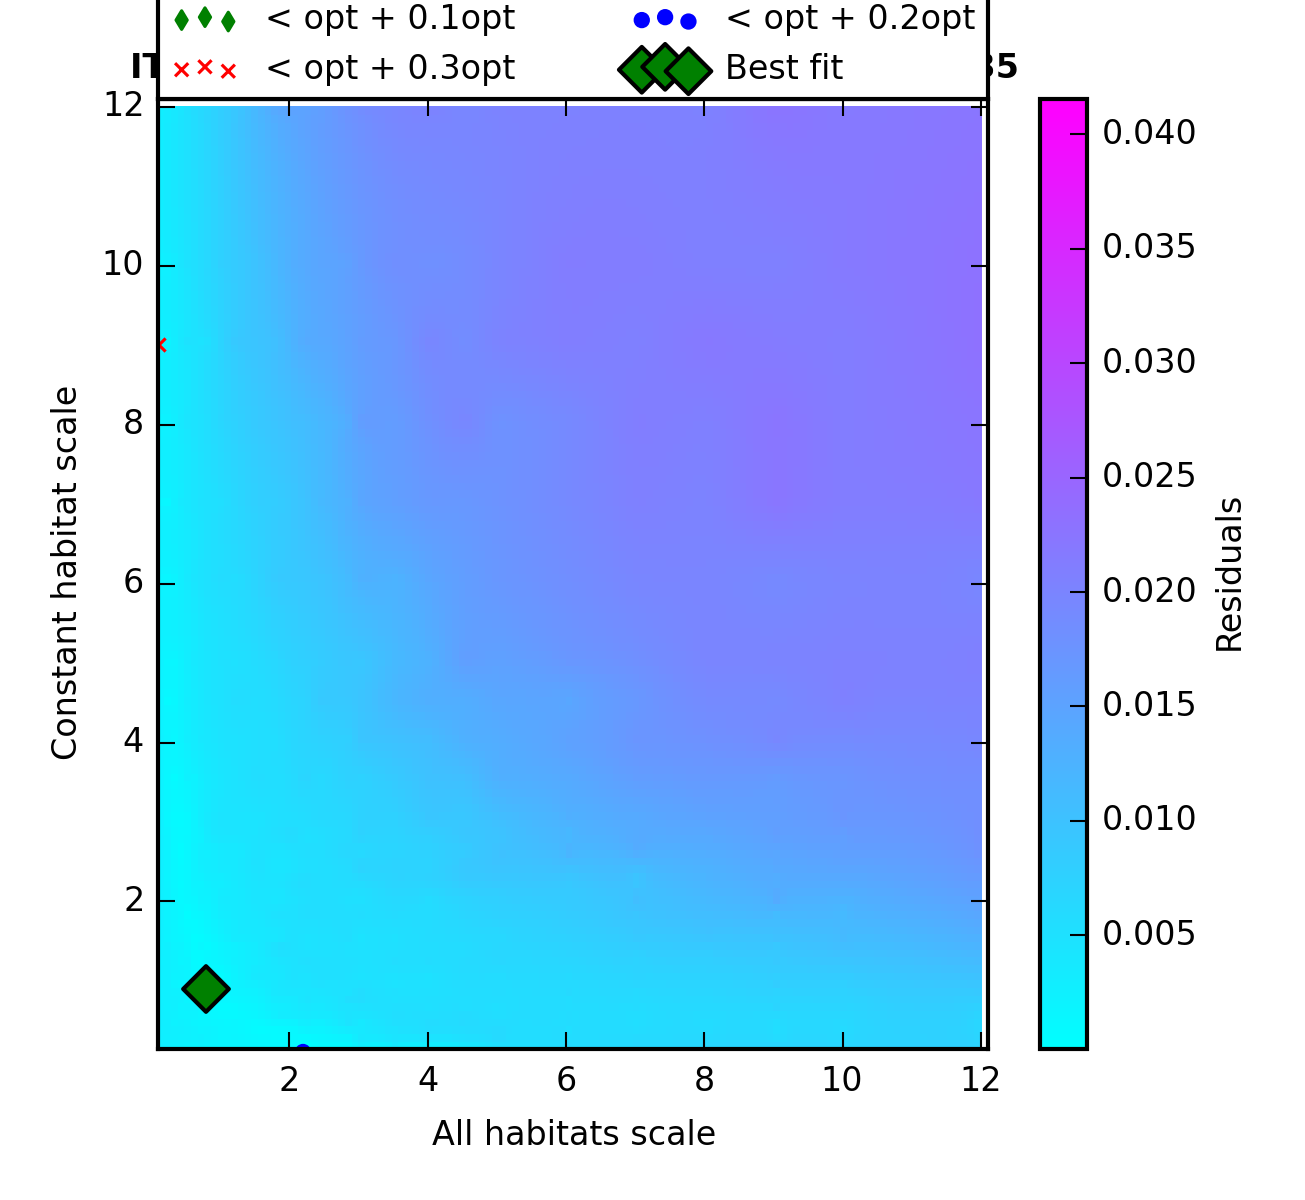 < opt + 0.1opt
< opt + 0.2opt
< opt + 0.3opt
Best fit
12
10
8
6
4
2
Constant habitat scale
2 4 6 8 10 12
All habitats scale
0.040
0.035
0.030
0.025
0.020
0.015
0.010
0.005
Residuals